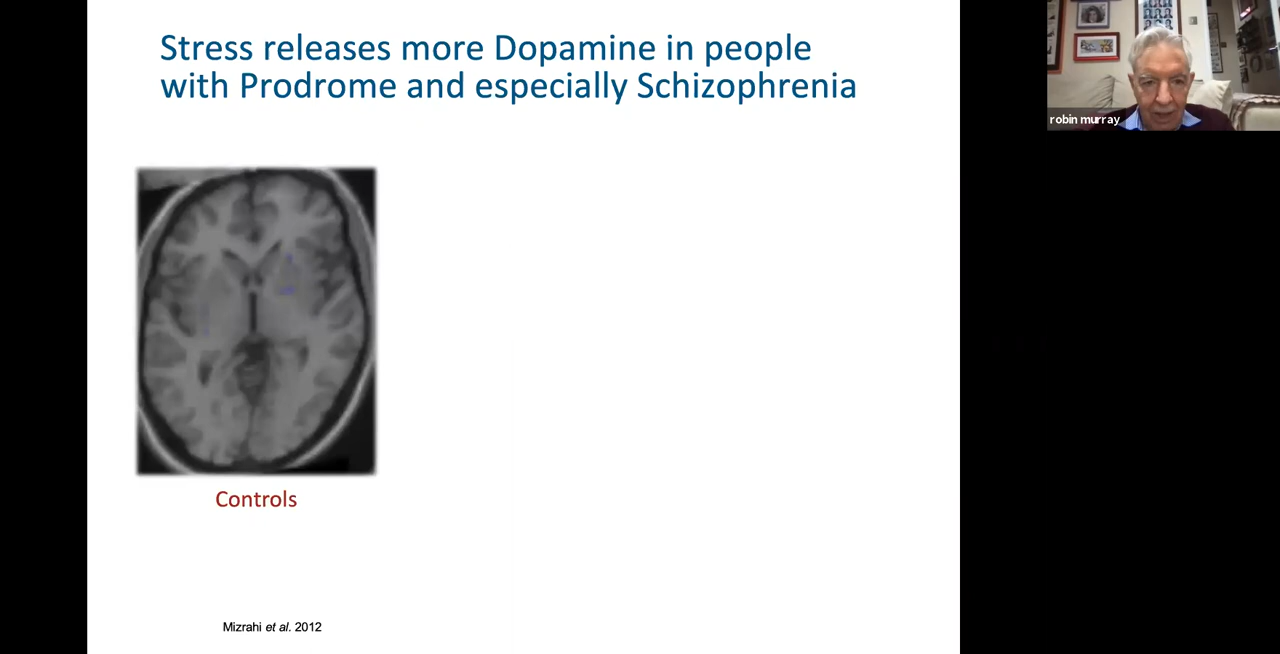 Stress releases more Dopamine in people
with Prodrome and especially Schizophrenia
robin murray
Controls
Mizrahi et al. 2012